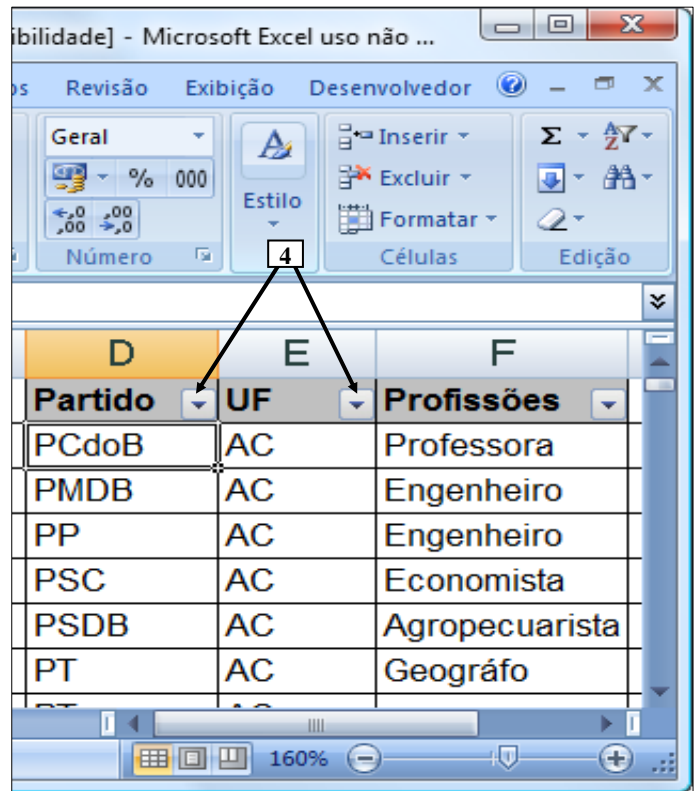 ibilidade] - Microsoft Excel uso não ...
os Revisão Exibição Desenvolvedor
Geral Inserir Σ A Z
% 000 Estilo Excluir
,0 ,00 ,00 ,0 Formatar
Número 4 Células Edição
D E F
Partido UF Profissões
PCdoB AC Professora
PMDB AC Engenheiro
PP AC Engenheiro
PSC AC Economista
PSDB AC Agropecuarista
PT AC Geográfo
160%